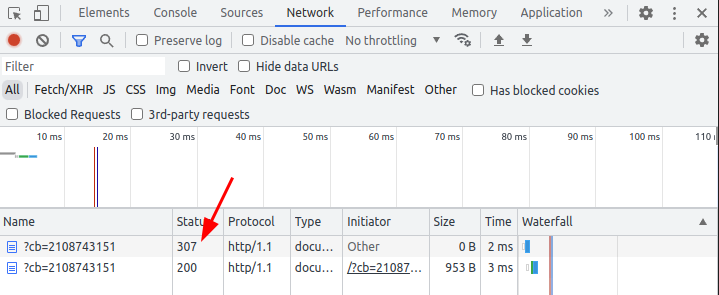 Elements Console Sources Network Performance Memory Application »
Preserve log Disable cache No throttling
Filter Invert Hide data URLs
All Fetch/XHR JS CSS Img Media Font Doc WS Wasm Manifest Other Has blocked cookies
Blocked Requests 3rd-party requests
10 ms 20 ms 30 ms 40 ms 50 ms 60 ms 70 ms 80 ms 90 ms 100 ms 110
Name Status Protocol Type Initiator Size Time Waterfall
?cb=2108743151 307 http/1.1 docu... Other 0 B 2 ms
?cb=2108743151 200 http/1.1 docu... /?cb=21087... 953 B 3 ms